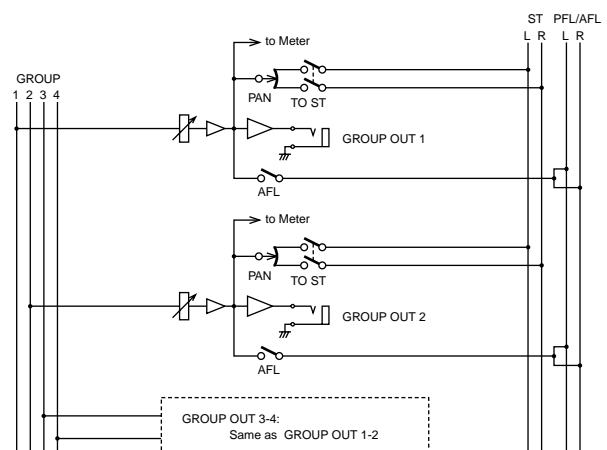 ST PFL/AFL
L R L R
to Meter
GROUP
1 2 3 4
PAN TO ST
GROUP OUT 1
AFL
to Meter
PAN TO ST
GROUP OUT 2
AFL
GROUP OUT 3-4:
Same as GROUP OUT 1-2